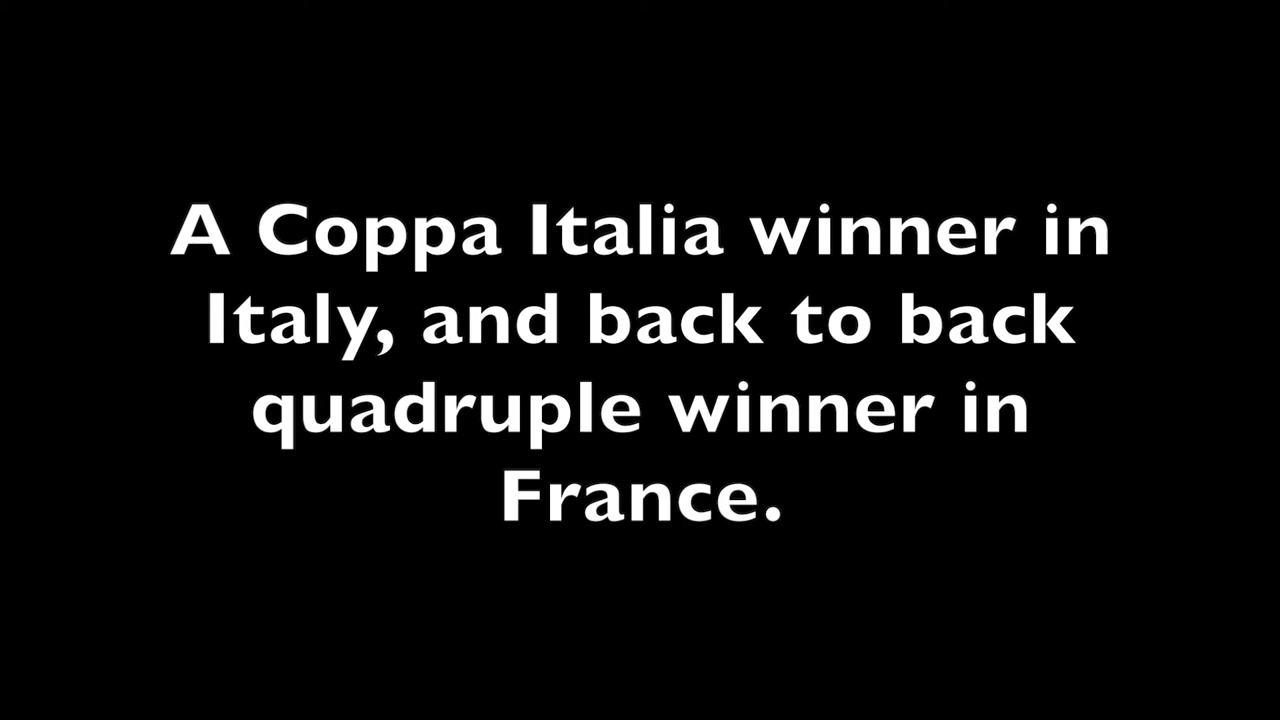 A Coppa Italia winner in
Italy, and back to back
quadruple winner in
France.